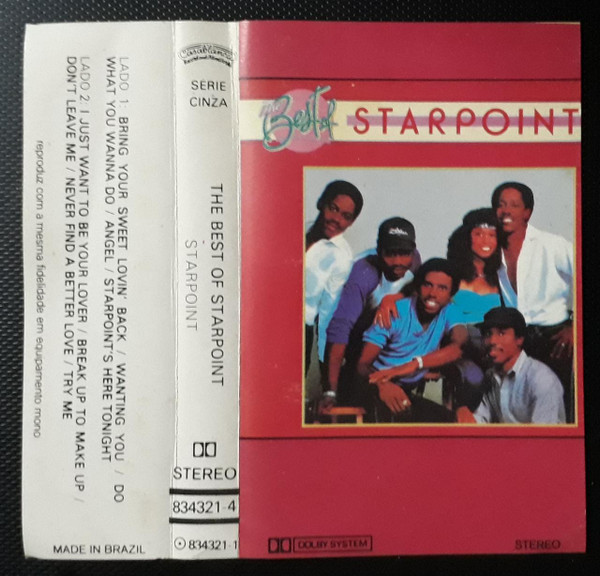 LADO 1: BRING YOUR SWEET LOVIN' BACK / WANTING YOU / DO
WHAT YOU WANNA DO / ANGEL / STARPOINT'S HERE TONIGHT
LADO 2: I JUST WANT TO BE YOUR LOVER / BREAK UP TO MAKE UP /
DON'T LEAVE ME / NEVER FIND A BETTER LOVE / TRY ME
reproduz com a mesma fidelidade em equipamento mono
MADE IN BRAZIL
Casablanca
SERIE
CINZA
THE BEST OF STARPOINT
STARPOINT
STEREO
834321-4
834321-1
The Best of STARPOINT
DOLBY SYSTEM
STEREO